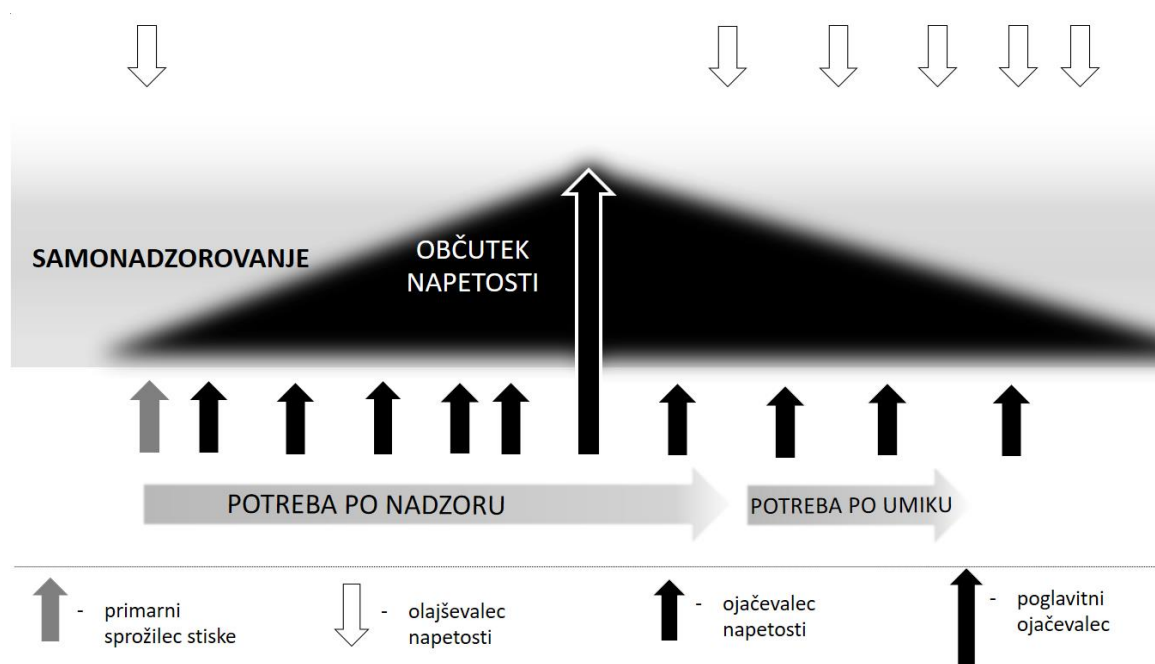 SAMONADZOROVANJE
OBČUTEK
NAPETOSTI
POTREBA PO NADZORU
POTREBA PO UMIKU
- primarni
sprožilec stiske
- olajševalec
napetosti
- ojačevalec
napetosti
- poglavitni
ojačevalec